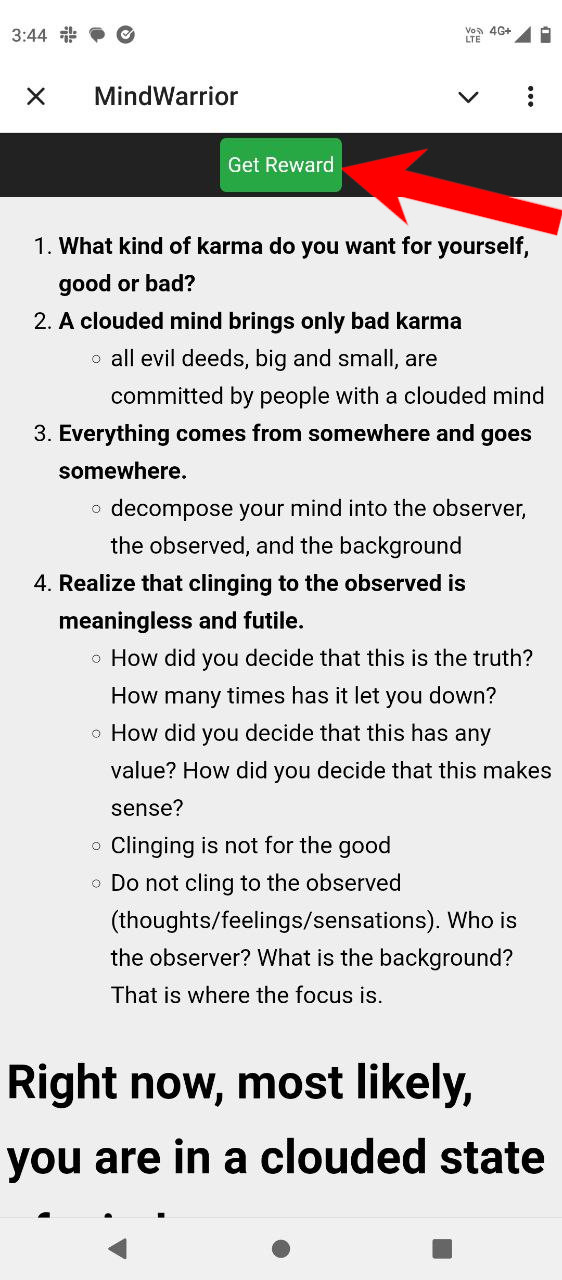 3:44 Vo LTE 4G+
MindWarrior
Get Reward
1. What kind of karma do you want for yourself,
good or bad?
2. A clouded mind brings only bad karma
○ all evil deeds, big and small, are
committed by people with a clouded mind
3. Everything comes from somewhere and goes
somewhere.
○ decompose your mind into the observer,
the observed, and the background
4. Realize that clinging to the observed is
meaningless and futile.
○ How did you decide that this is the truth?
How many times has it let you down?
○ How did you decide that this has any
value? How did you decide that this makes
sense?
○ Clinging is not for the good
○ Do not cling to the observed
(thoughts/feelings/sensations). Who is
the observer? What is the background?
That is where the focus is.
Right now, most likely,
you are in a clouded state